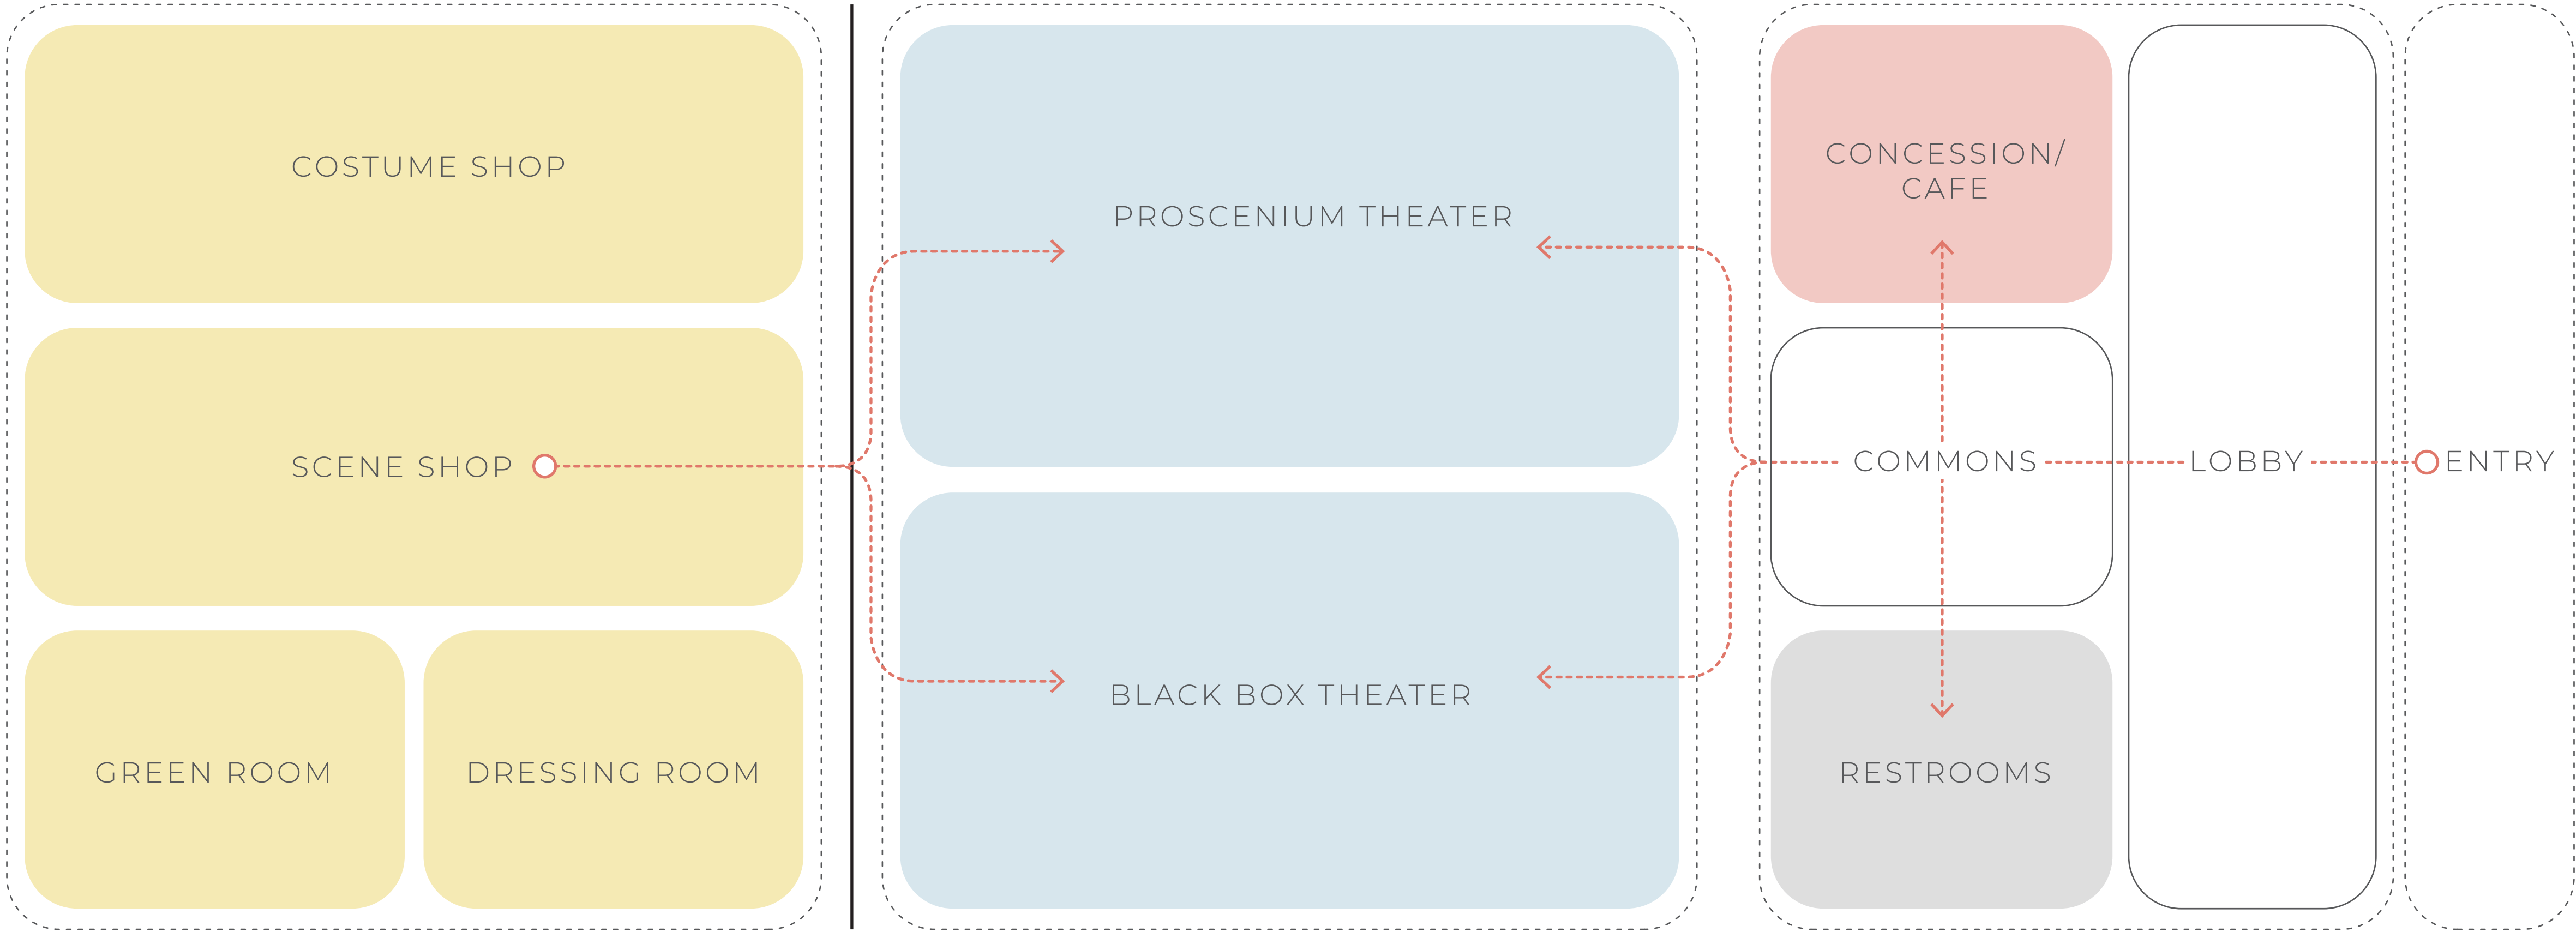 COSTUME SHOP
SCENE SHOP
GREEN ROOM
DRESSING ROOM
PROSCENIUM THEATER
BLACK BOX THEATER
CONCESSION/
CAFE
COMMONS
RESTROOMS
LOBBY
ENTRY